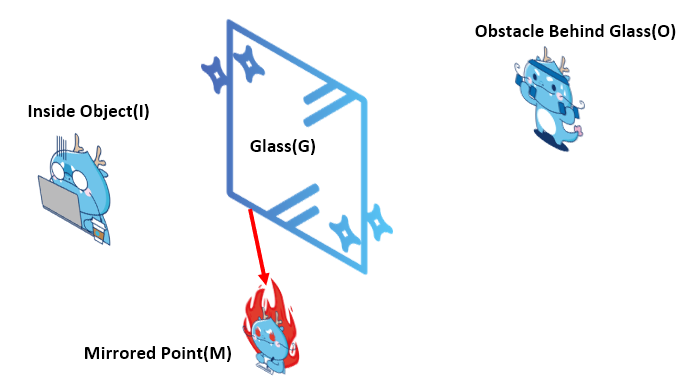 Obstacle Behind Glass(O)
Inside Object(I)
Glass(G)
Mirrored Point(M)